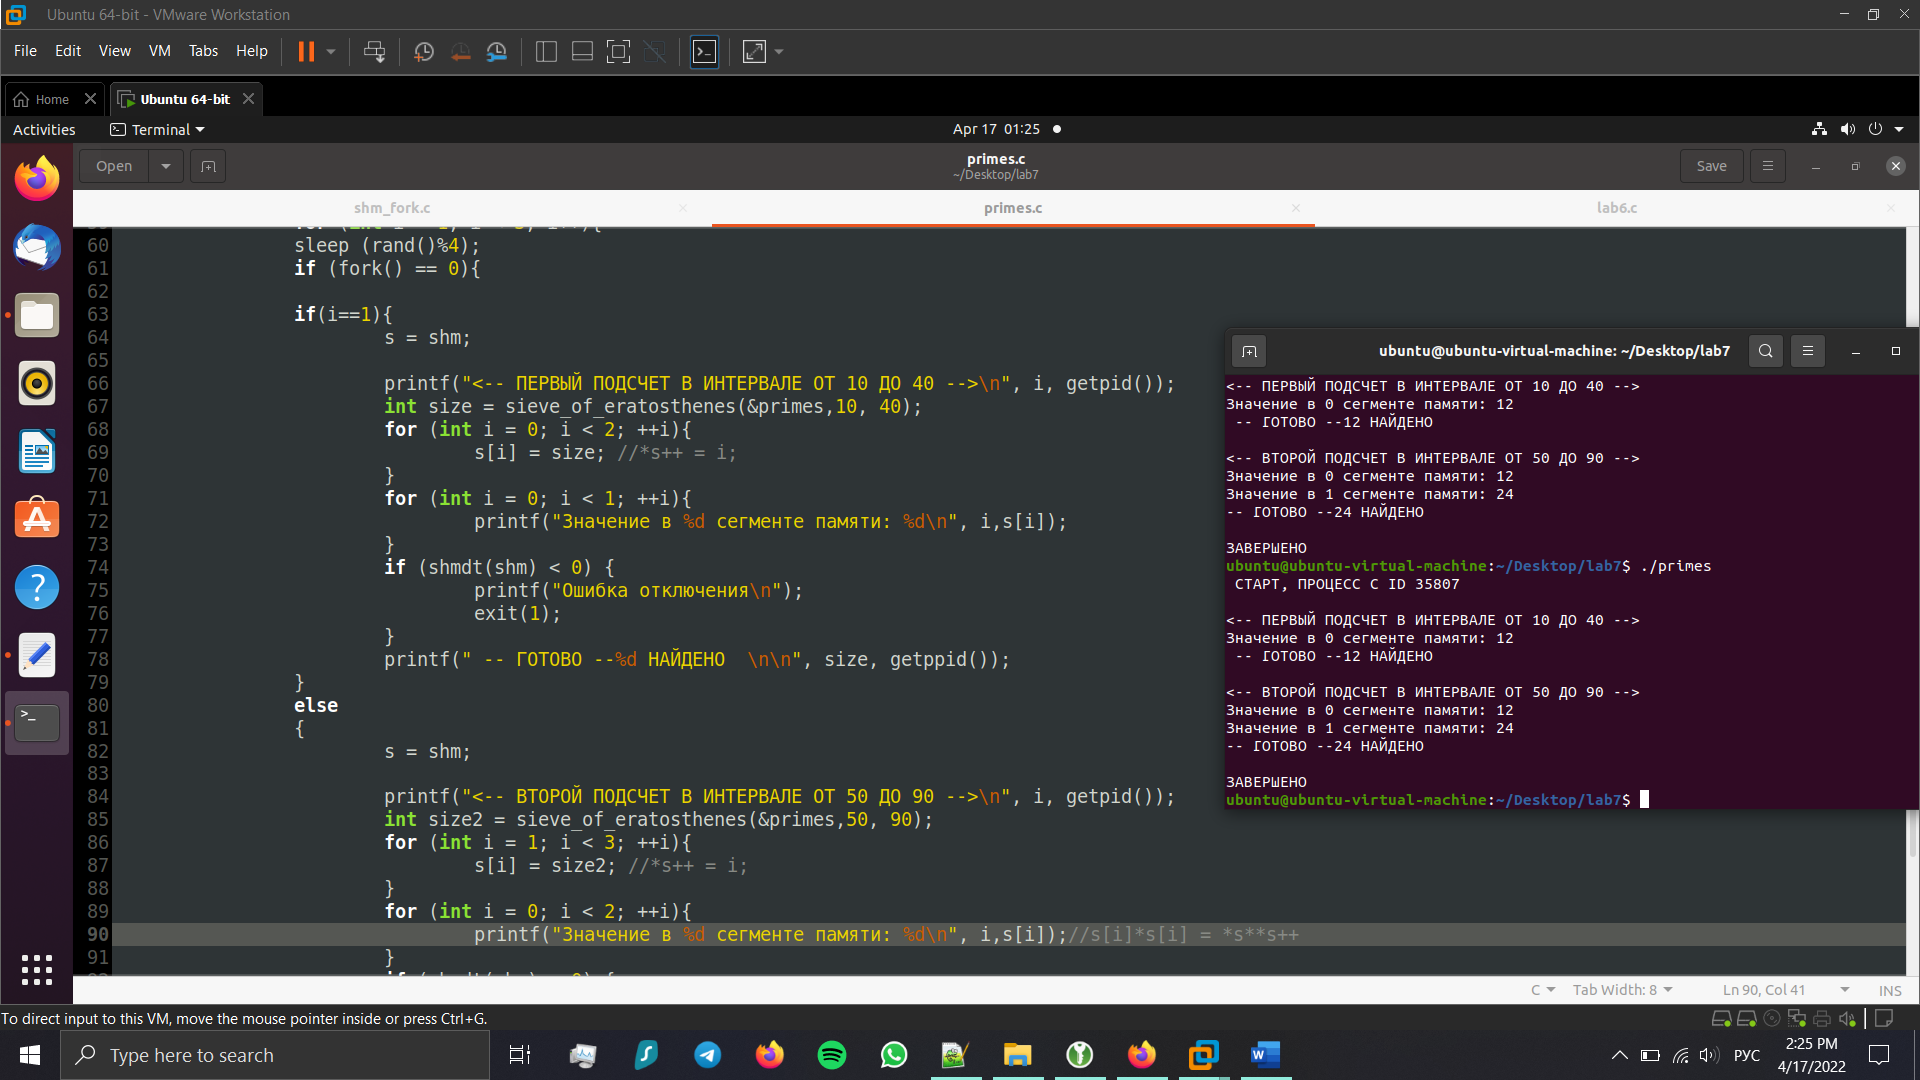 Ubuntu 64-bit - VMware Workstation
File Edit View VM Tabs Help
Home
Ubuntu 64-bit
Activities
Terminal
Apr 17 01:25
Open
primes.c
~/Desktop/lab7
Save
shm_fork.c
primes.c
lab6.c
60 sleep (rand()%4);
61 if (fork() == 0){
62
63 if(i==1){
64 s = shm;
65
66 printf("<-- ПЕРВЫЙ ПОДСЧЕТ В ИНТЕРВАЛЕ ОТ 10 ДО 40 -->\n", i, getpid());
67 int size = sieve_of_eratosthenes(&primes,10, 40);
68 for (int i = 0; i < 2; ++i){
69 s[i] = size; //*s++ = i;
70 }
71 for (int i = 0; i < 1; ++i){
72 printf("Значение в %d сегменте памяти: %d\n", i,s[i]);
73 }
74 if (shmdt(shm) < 0) {
75 printf("Ошибка отключения\n");
76 exit(1);
77 }
78 printf(" -- ГОТОВО --%d НАЙДЕНО  \n\n", size, getppid());
79 }
80 else
81 {
82 s = shm;
83
84 printf("<-- ВТОРОЙ ПОДСЧЕТ В ИНТЕРВАЛЕ ОТ 50 ДО 90 -->\n", i, getpid());
85 int size2 = sieve_of_eratosthenes(&primes,50, 90);
86 for (int i = 1; i < 3; ++i){
87 s[i] = size2; //*s++ = i;
88 }
89 for (int i = 0; i < 2; ++i){
90 printf("Значение в %d сегменте памяти: %d\n", i,s[i]);//s[i]*s[i] = *s**s++
91 }
ubuntu@ubuntu-virtual-machine: ~/Desktop/lab7
<-- ПЕРВЫЙ ПОДСЧЕТ В ИНТЕРВАЛЕ ОТ 10 ДО 40 -->
Значение в 0 сегменте памяти: 12
-- ГОТОВО --12 НАЙДЕНО
<-- ВТОРОЙ ПОДСЧЕТ В ИНТЕРВАЛЕ ОТ 50 ДО 90 -->
Значение в 0 сегменте памяти: 12
Значение в 1 сегменте памяти: 24
-- ГОТОВО --24 НАЙДЕНО
ЗАВЕРШЕНО
ubuntu@ubuntu-virtual-machine:~/Desktop/lab7$ ./primes
СТАРТ, ПРОЦЕСС С ID 35807
<-- ПЕРВЫЙ ПОДСЧЕТ В ИНТЕРВАЛЕ ОТ 10 ДО 40 -->
Значение в 0 сегменте памяти: 12
-- ГОТОВО --12 НАЙДЕНО
<-- ВТОРОЙ ПОДСЧЕТ В ИНТЕРВАЛЕ ОТ 50 ДО 90 -->
Значение в 0 сегменте памяти: 12
Значение в 1 сегменте памяти: 24
-- ГОТОВО --24 НАЙДЕНО
ЗАВЕРШЕНО
ubuntu@ubuntu-virtual-machine:~/Desktop/lab7$
C Tab Width: 8 Ln 90, Col 41 INS
To direct input to this VM, move the mouse pointer inside or press Ctrl+G.
Type here to search
РУС
2:25 PM
4/17/2022